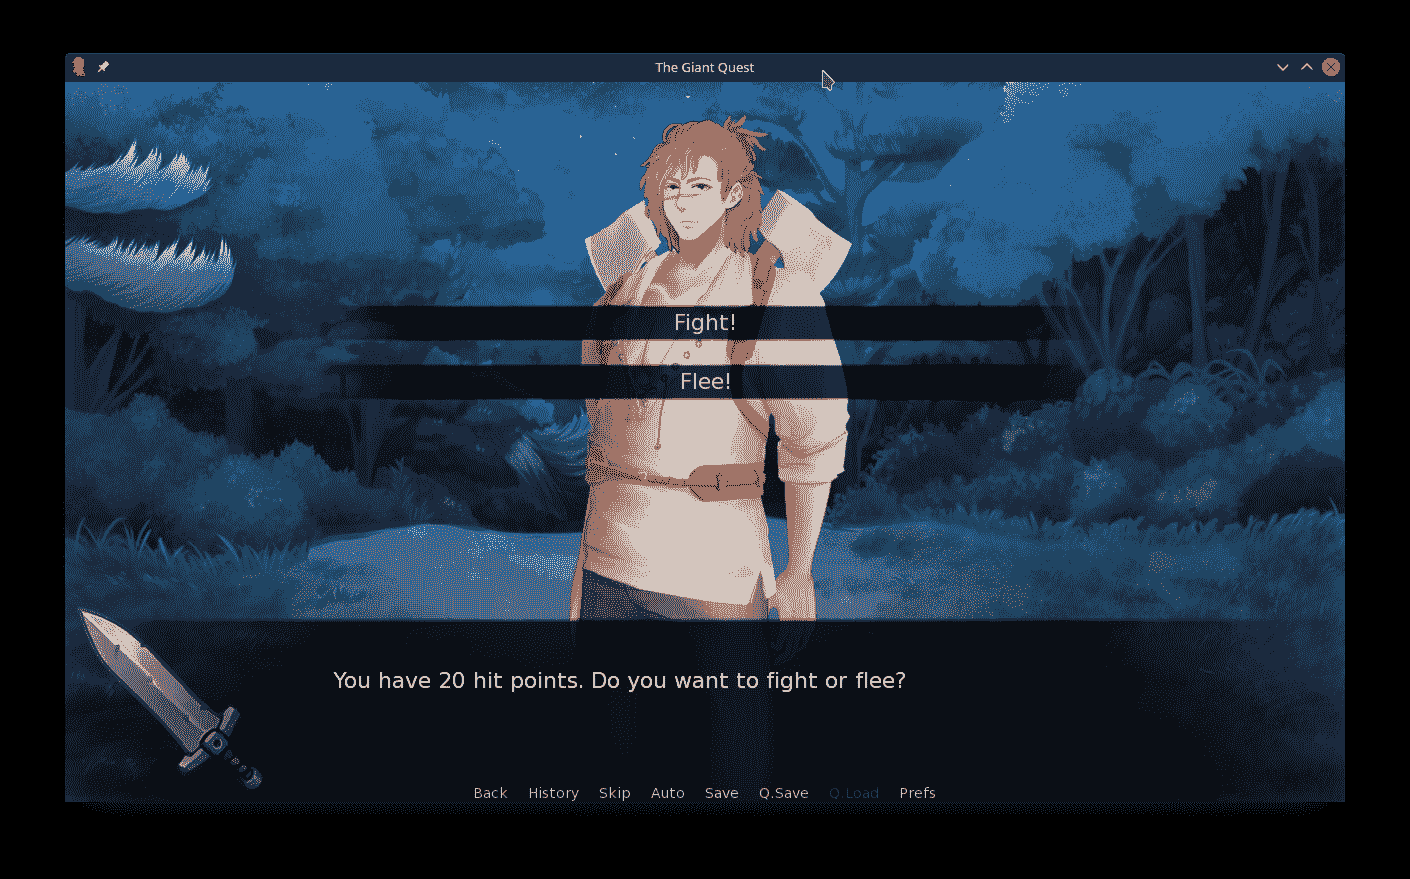 The Giant Quest
Fight!
Flee!
You have 20 hit points. Do you want to fight or flee?
Back History Skip Auto Save Q.Save Q.Load Prefs